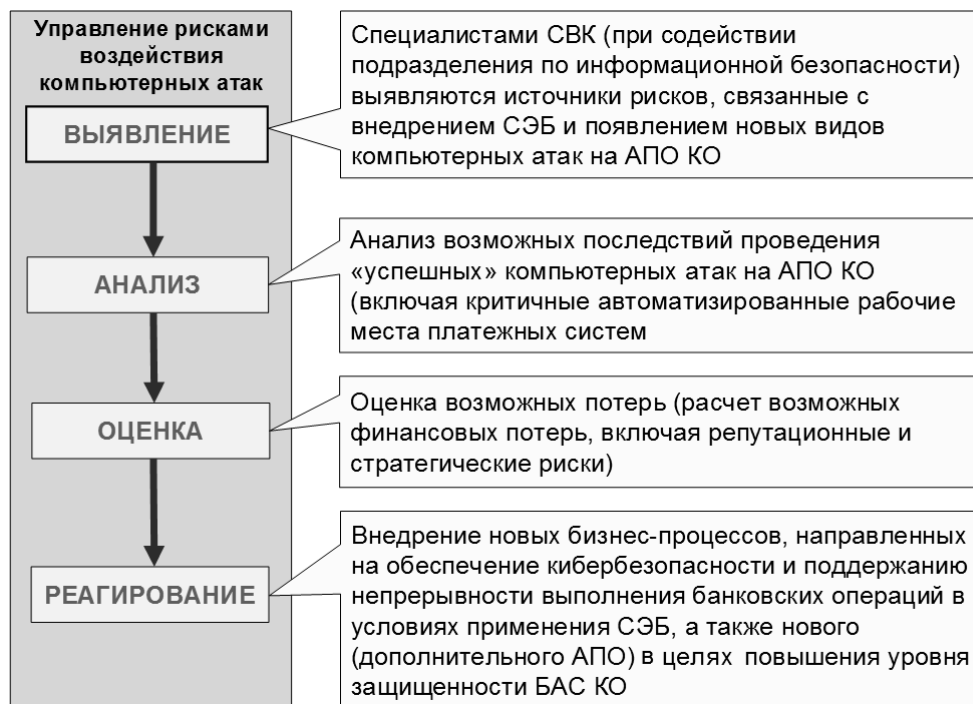 Управление рисками
воздействия
компьютерных атак
ВЫЯВЛЕНИЕ
Специалистами СВК (при содействии
подразделения по информационной безопасности)
выявляются источники рисков, связанные с
внедрением СЭБ и появлением новых видов
компьютерных атак на АПО КО
АНАЛИЗ
Анализ возможных последствий проведения
«успешных» компьютерных атак на АПО КО
(включая критичные автоматизированные рабочие
места платежных систем
ОЦЕНКА
Оценка возможных потерь (расчет возможных
финансовых потерь, включая репутационные и
стратегические риски)
РЕАГИРОВАНИЕ
Внедрение новых бизнес-процессов, направленных
на обеспечение кибербезопасности и поддержанию
непрерывности выполнения банковских операций в
условиях применения СЭБ, а также нового
(дополнительного АПО) в целях повышения уровня
защищенности БАС КО